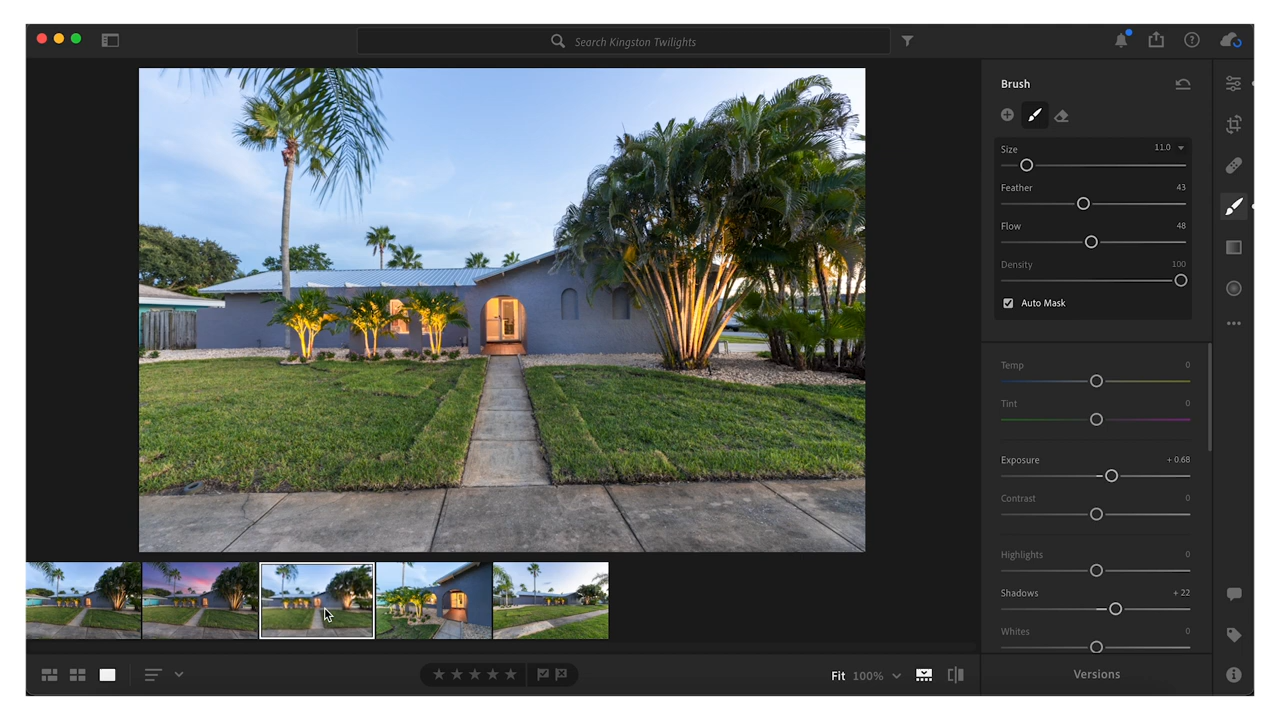 Search Kingston Twilights
Brush
Size 11.0
Feather 43
Flow 48
Density 100
Auto Mask
Temp 0
Tint 0
Exposure + 0.68
Contrast 0
Highlights 0
Shadows + 22
Whites 0
Fit 100%
Versions